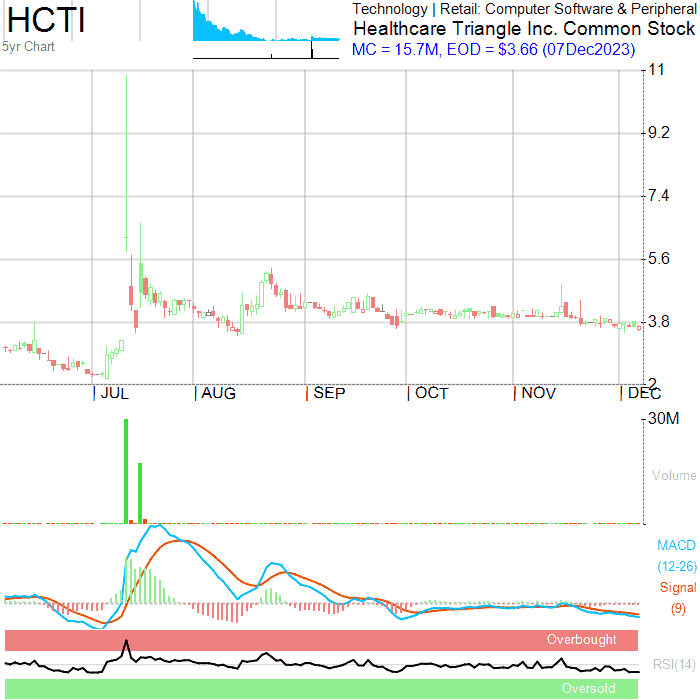 HCTI
5yr Chart
Technology | Retail: Computer Software & Peripheral
Healthcare Triangle Inc. Common Stock
MC = 15.7M, EOD = $3.66 (07Dec2023)
11
9.2
7.4
5.6
3.8
2
JUL
AUG
SEP
OCT
NOV
DEC
30M
Volume
MACD
(12-26)
Signal
(9)
Overbought
RSI(14)
Oversold